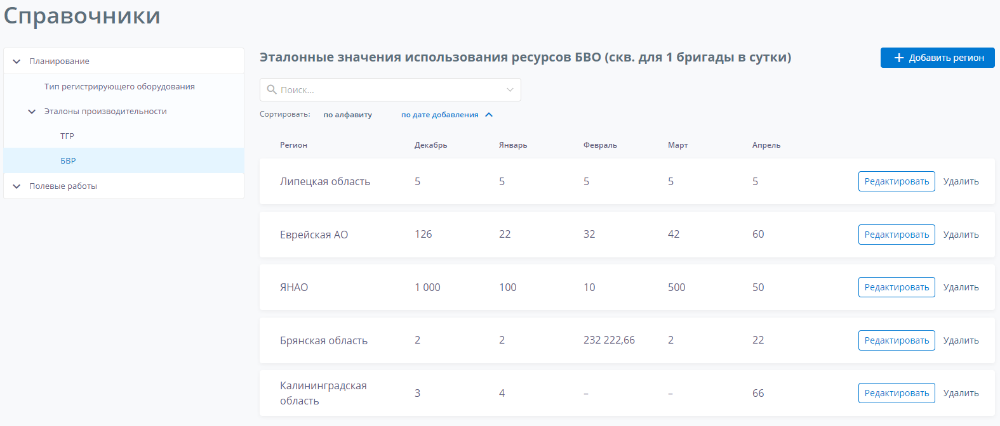 Справочники
Планирование
Тип регистрирующего оборудования
Эталоны производительности
ТГР
БВР
Полевые работы
Эталонные значения использования ресурсов БВО (скв. для 1 бригады в сутки)
Добавить регион
Поиск...
Сортировать: по алфавиту по дате добавления
Регион Декабрь Январь Февраль Март Апрель
Липецкая область 5 5 5 5 5 Редактировать Удалить
Еврейская АО 126 22 32 42 60 Редактировать Удалить
ЯНАО 1 000 100 10 500 50 Редактировать Удалить
Брянская область 2 2 232 222,66 2 22 Редактировать Удалить
Калининградская
область 3 4 – – 66 Редактировать Удалить